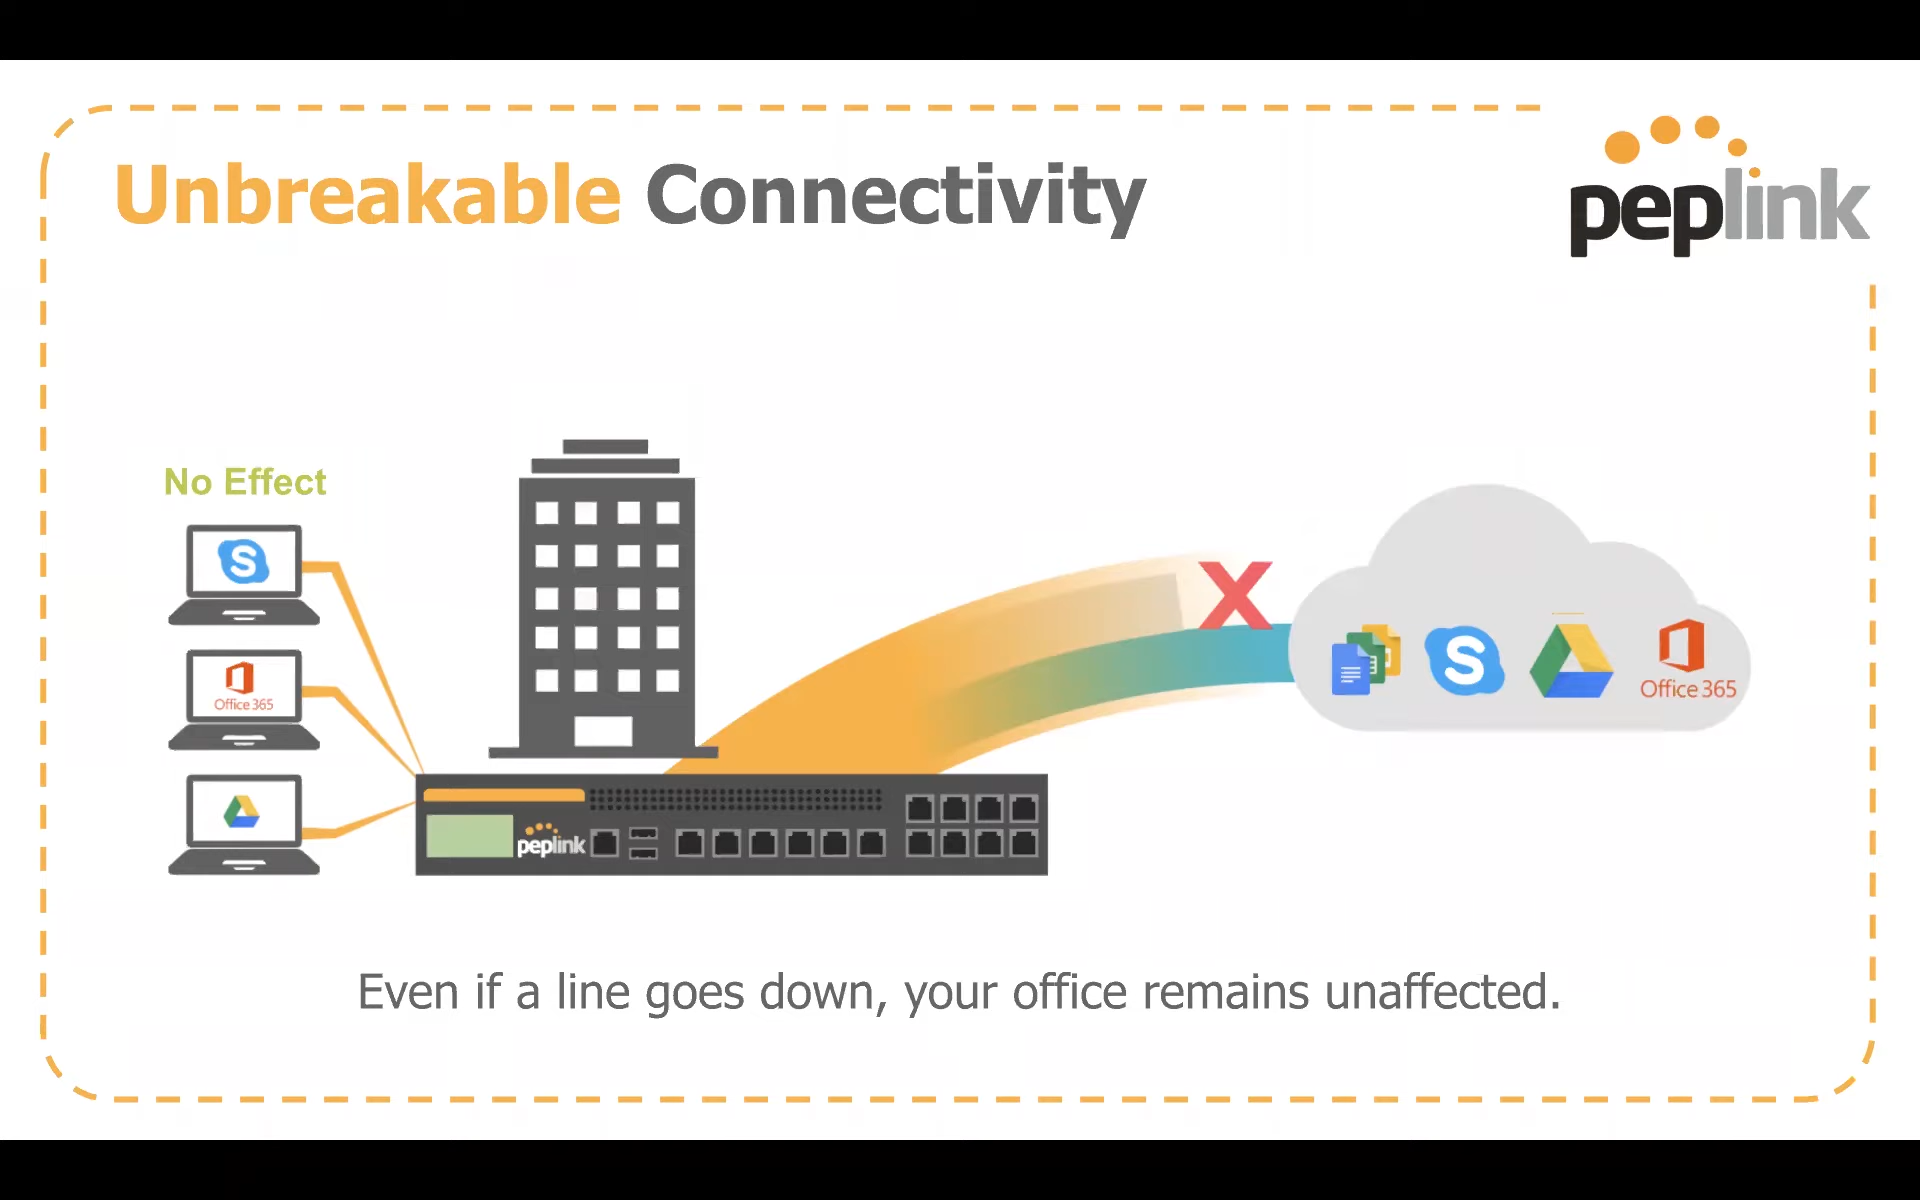 Unbreakable Connectivity
peplink
No Effect
S
Office 365
peplink
S
Office 365
Even if a line goes down, your office remains unaffected.